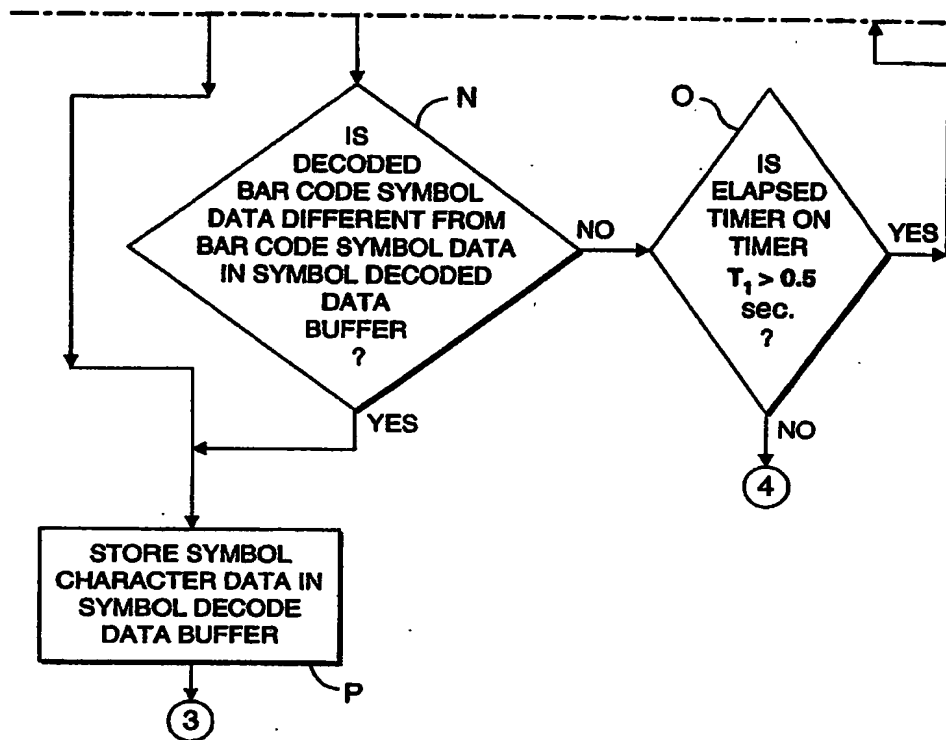 N
IS
DECODED
BAR CODE SYMBOL
DATA DIFFERENT FROM
BAR CODE SYMBOL DATA
IN SYMBOL DECODED
DATA
BUFFER
?
NO
YES
O
IS
ELAPSED
TIMER ON
TIMER
T₁ > 0.5
sec.
?
YES
NO
4
STORE SYMBOL
CHARACTER DATA IN
SYMBOL DECODE
DATA BUFFER
P
3